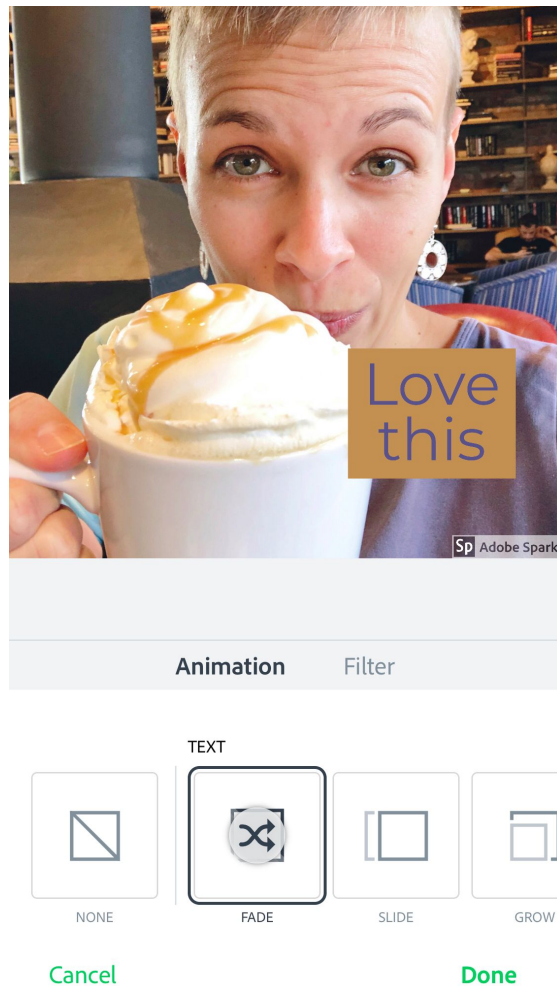 Love
this
Sp Adobe Spark
Animation Filter
TEXT
NONE FADE SLIDE GROW
Cancel Done